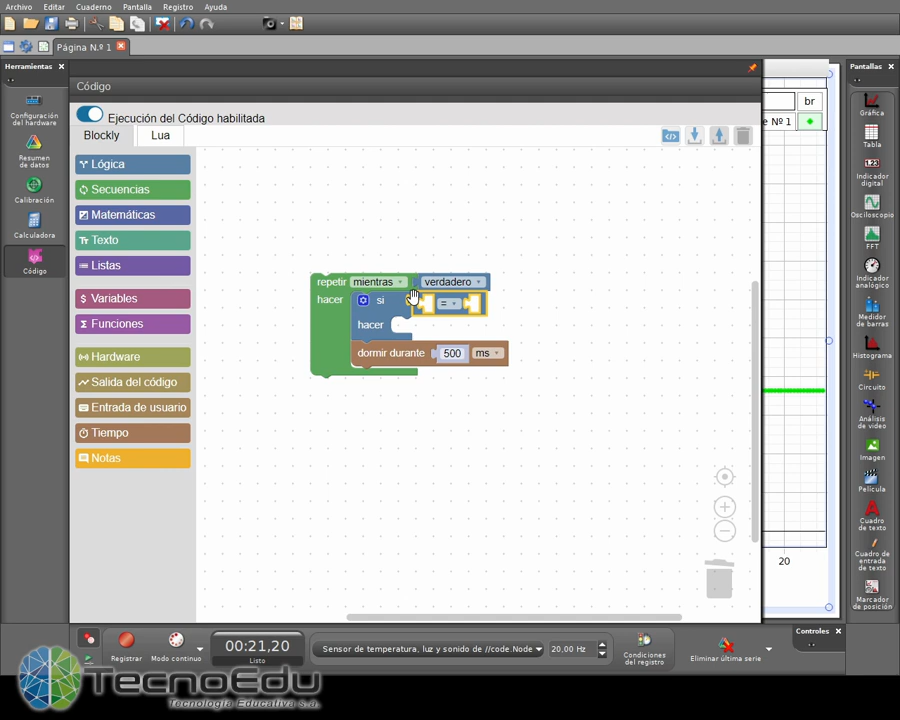 Archivo Editar Cuaderno Pantalla Registro Ayuda
Página N.º 1
Herramientas
Pantallas
Configuración del hardware
Resumen de datos
Calibración
Calculadora
Código
Código
Ejecución del Código habilitada
Blockly Lua
Lógica
Secuencias
Matemáticas
Texto
Listas
Variables
Funciones
Hardware
Salida del código
Entrada de usuario
Tiempo
Notas
repetir mientras verdadero
hacer si =
hacer
dormir durante 500 ms
br
Nº 1
20
Gráfica
Tabla
1.23
Indicador digital
Osciloscopio
FFT
Indicador analógico
Medidor de barras
Histograma
Circuito
Análisis de video
Imagen
Película
Cuadro de texto
Cuadro de entrada de texto
Marcador de posición
Registrar
Modo continuo
00:21,20
Listo
Sensor de temperatura, luz y sonido de //code.Node
20,00 Hz
Condiciones del registro
Eliminar última serie
Controles
TecnoEdu
Tecnología Educativa s.a.